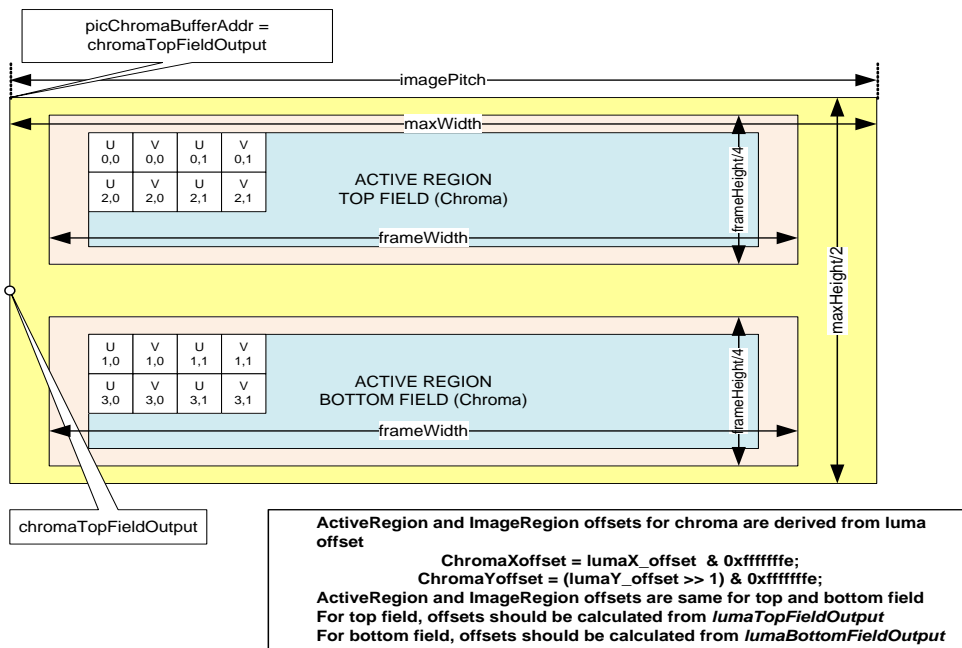 picChromaBufferAddr =
chromaTopFieldOutput
imagePitch
maxWidth
U V U V
0,0 0,0 0,1 0,1
U V U V
2,0 2,0 2,1 2,1
ACTIVE REGION
TOP FIELD (Chroma)
frameHeight/4
frameWidth
maxHeight/2
U V U V
1,0 1,0 1,1 1,1
U V U V
3,0 3,0 3,1 3,1
ACTIVE REGION
BOTTOM FIELD (Chroma)
frameHeight/4
frameWidth
chromaTopFieldOutput
ActiveRegion and ImageRegion offsets for chroma are derived from luma
offset
ChromaXoffset = lumaX_offset & 0xfffffffe;
ChromaYoffset = (lumaY_offset >> 1) & 0xfffffffe;
ActiveRegion and ImageRegion offsets are same for top and bottom field
For top field, offsets should be calculated from lumaTopFieldOutput
For bottom field, offsets should be calculated from lumaBottomFieldOutput